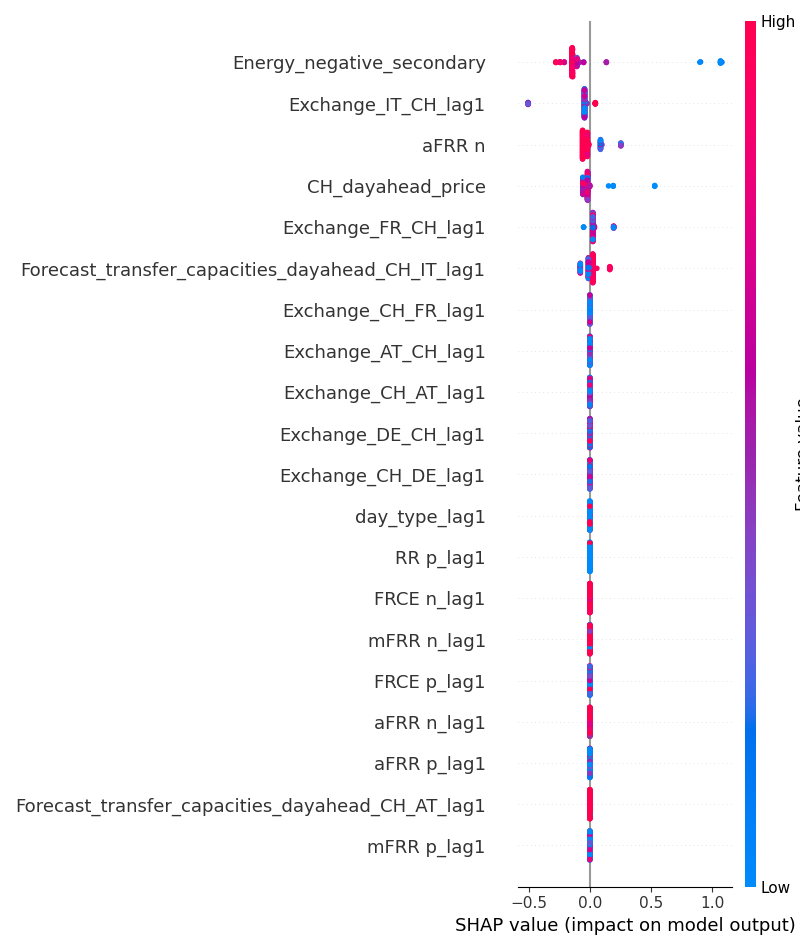 High
Energy_negative_secondary
Exchange_IT_CH_lag1
aFRR n
CH_dayahead_price
Exchange_FR_CH_lag1
Forecast_transfer_capacities_dayahead_CH_IT_lag1
Exchange_CH_FR_lag1
Exchange_AT_CH_lag1
Exchange_CH_AT_lag1
Exchange_DE_CH_lag1
Exchange_CH_DE_lag1
day_type_lag1
RR p_lag1
FRCE n_lag1
mFRR n_lag1
FRCE p_lag1
aFRR n_lag1
aFRR p_lag1
Forecast_transfer_capacities_dayahead_CH_AT_lag1
mFRR p_lag1
Low
−0.5 0.0 0.5 1.0
SHAP value (impact on model output)